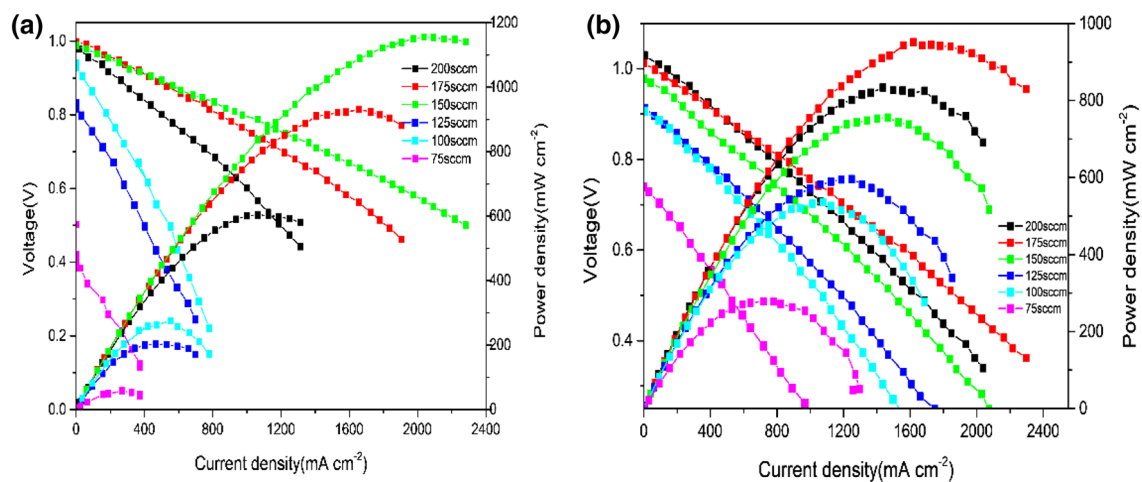 (a)
Voltage(V)
1.0
0.8
0.6
0.4
0.2
0.0
200sccm
175sccm
150sccm
125sccm
100sccm
75sccm
1200
1000
800
600
400
200
0
Power density(mW cm-2)
0 400 800 1200 1600 2000 2400
Current density(mA cm-2)
(b)
Voltage(V)
1.0
0.8
0.6
0.4
200sccm
175sccm
150sccm
125sccm
100sccm
75sccm
1000
800
600
400
200
0
Power density(mW cm-2)
0 400 800 1200 1600 2000 2400
Current density(mA cm-2)